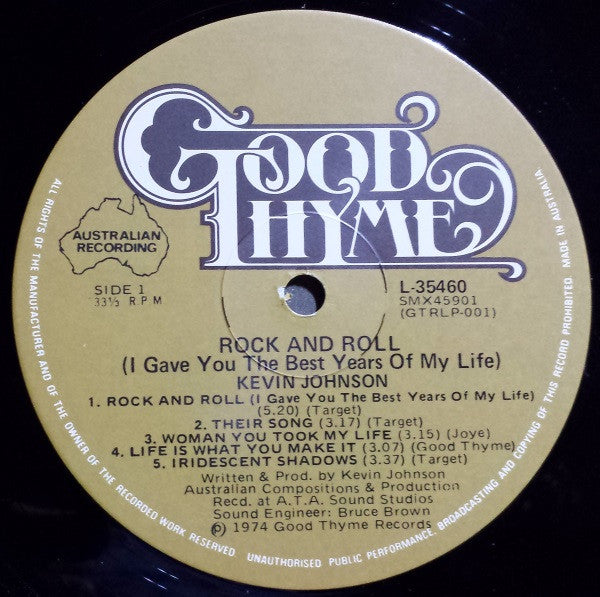 GOOD
THYME
AUSTRALIAN
RECORDING
SIDE 1
33⅓ R.P.M
L-35460
SMX45901
(GTRLP-001)
ROCK AND ROLL
(I Gave You The Best Years Of My Life)
KEVIN JOHNSON
1. ROCK AND ROLL (I Gave You The Best Years Of My Life)
(5.20) (Target)
2. THEIR SONG (3.17) (Target)
3. WOMAN YOU TOOK MY LIFE (3.15) (Joye)
4. LIFE IS WHAT YOU MAKE IT (3.07) (Good Thyme)
5. IRIDESCENT SHADOWS (3.37) (Target)
Written & Prod. by Kevin Johnson
Australian Compositions & Production
Recd. at A.T.A. Sound Studios
Sound Engineer: Bruce Brown
℗ 1974 Good Thyme Records
ALL RIGHTS OF THE MANUFACTURER AND OF THE OWNER OF THE RECORDED WORK RESERVED. UNAUTHORISED PUBLIC PERFORMANCE, BROADCASTING AND COPYING OF THIS RECORD PROHIBITED. MADE IN AUSTRALIA.